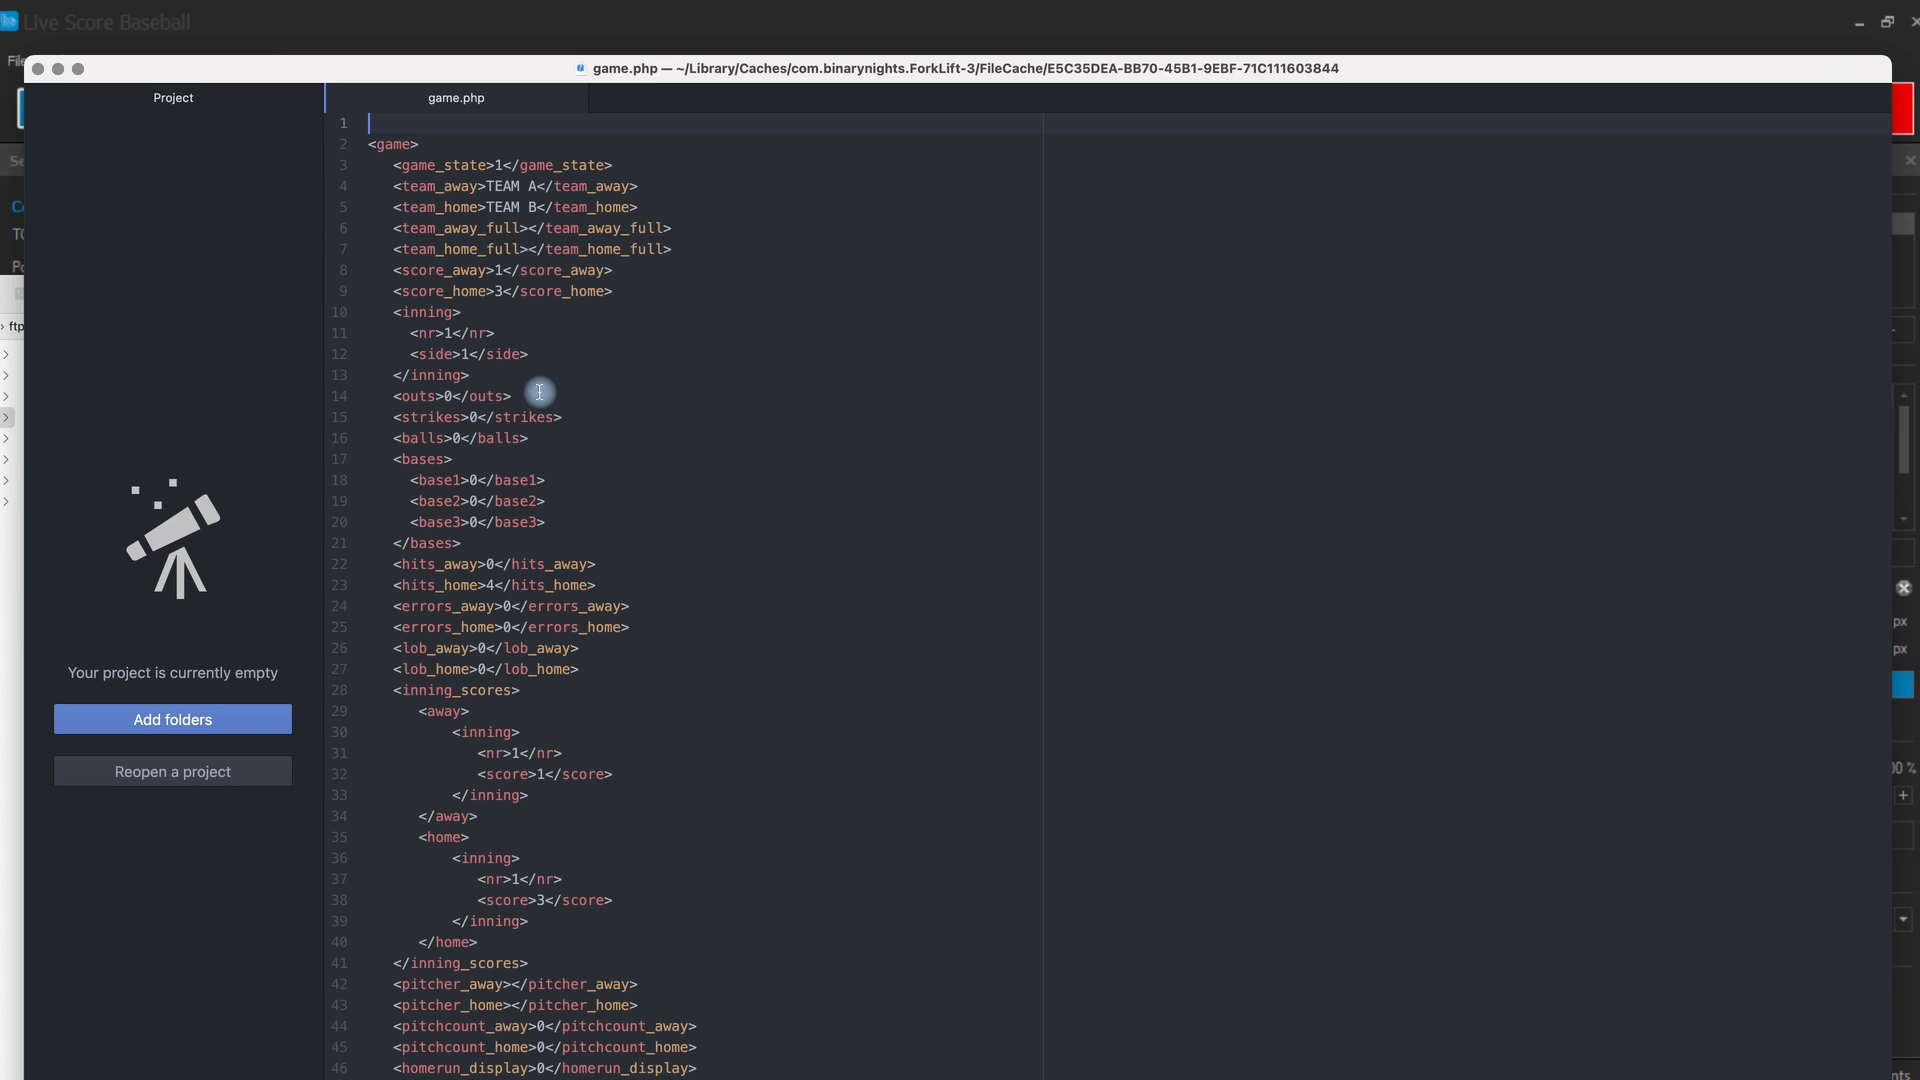 Live Score Baseball
game.php — ~/Library/Caches/com.binarynights.ForkLift-3/FileCache/E5C35DEA-BB70-45B1-9EBF-71C111603844
Project
game.php
1
2 <game>
3 <game_state>1</game_state>
4 <team_away>TEAM A</team_away>
5 <team_home>TEAM B</team_home>
6 <team_away_full></team_away_full>
7 <team_home_full></team_home_full>
8 <score_away>1</score_away>
9 <score_home>3</score_home>
10 <inning>
11 <nr>1</nr>
12 <side>1</side>
13 </inning>
14 <outs>0</outs>
15 <strikes>0</strikes>
16 <balls>0</balls>
17 <bases>
18 <base1>0</base1>
19 <base2>0</base2>
20 <base3>0</base3>
21 </bases>
22 <hits_away>0</hits_away>
23 <hits_home>4</hits_home>
24 <errors_away>0</errors_away>
25 <errors_home>0</errors_home>
26 <lob_away>0</lob_away>
27 <lob_home>0</lob_home>
28 <inning_scores>
29 <away>
30 <inning>
31 <nr>1</nr>
32 <score>1</score>
33 </inning>
34 </away>
35 <home>
36 <inning>
37 <nr>1</nr>
38 <score>3</score>
39 </inning>
40 </home>
41 </inning_scores>
42 <pitcher_away></pitcher_away>
43 <pitcher_home></pitcher_home>
44 <pitchcount_away>0</pitchcount_away>
45 <pitchcount_home>0</pitchcount_home>
46 <homerun_display>0</homerun_display>
Your project is currently empty
Add folders
Reopen a project
ftp
px
px